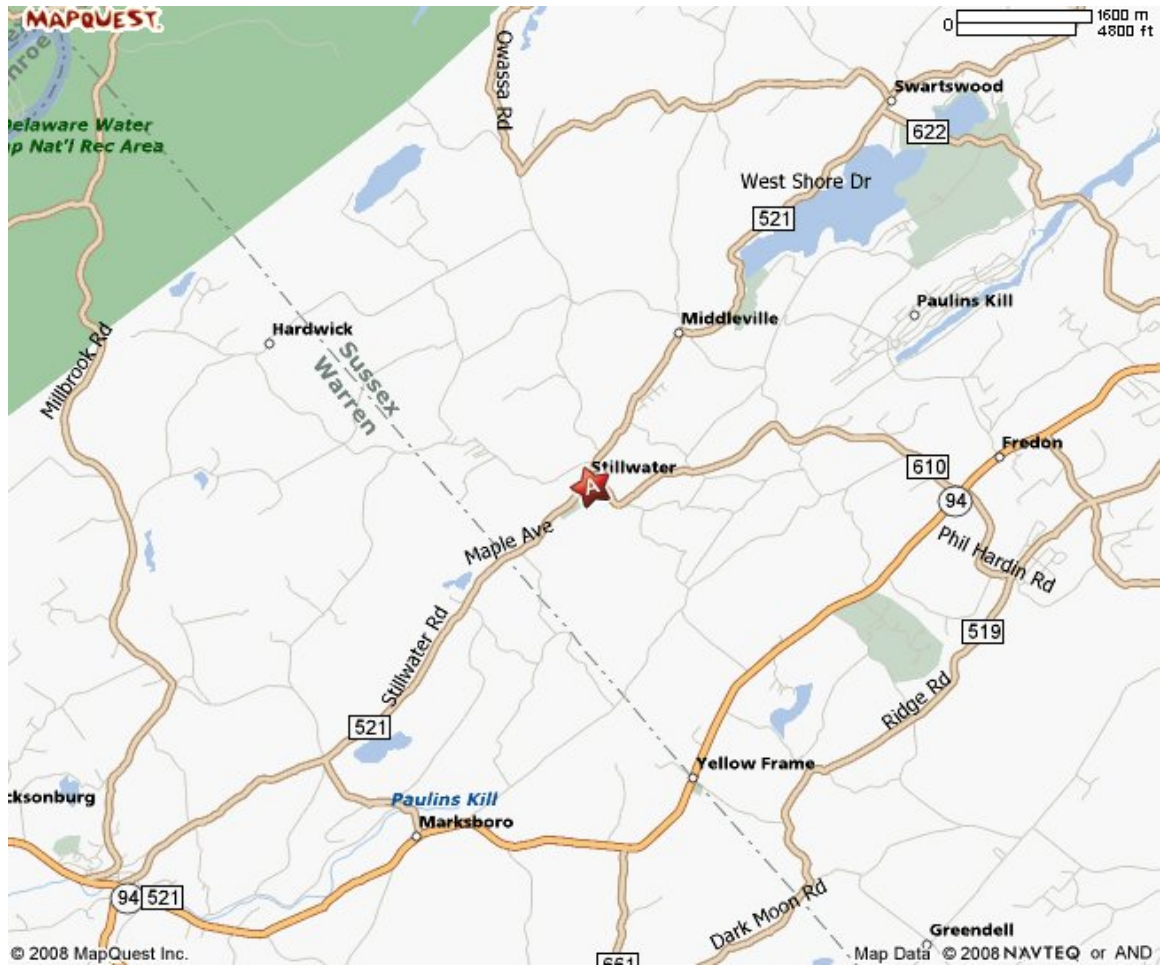 MAPQUEST.
0
1600 m
4800 ft
Owassa Rd
Swartswood
622
Delaware Water
ap Nat'l Rec Area
West Shore Dr
521
Paulins Kill
Middleville
Hardwick
Sussex
Warren
Millbrook Rd
Stillwater
A
Fredon
610
94
Maple Ave
Phil Hardin Rd
519
Stillwater Rd
Ridge Rd
521
Yellow Frame
cksonburg
Paulins Kill
Marksboro
94
521
Dark Moon Rd
Greendell
661
© 2008 MapQuest Inc.
Map Data © 2008 NAVTEQ or AND